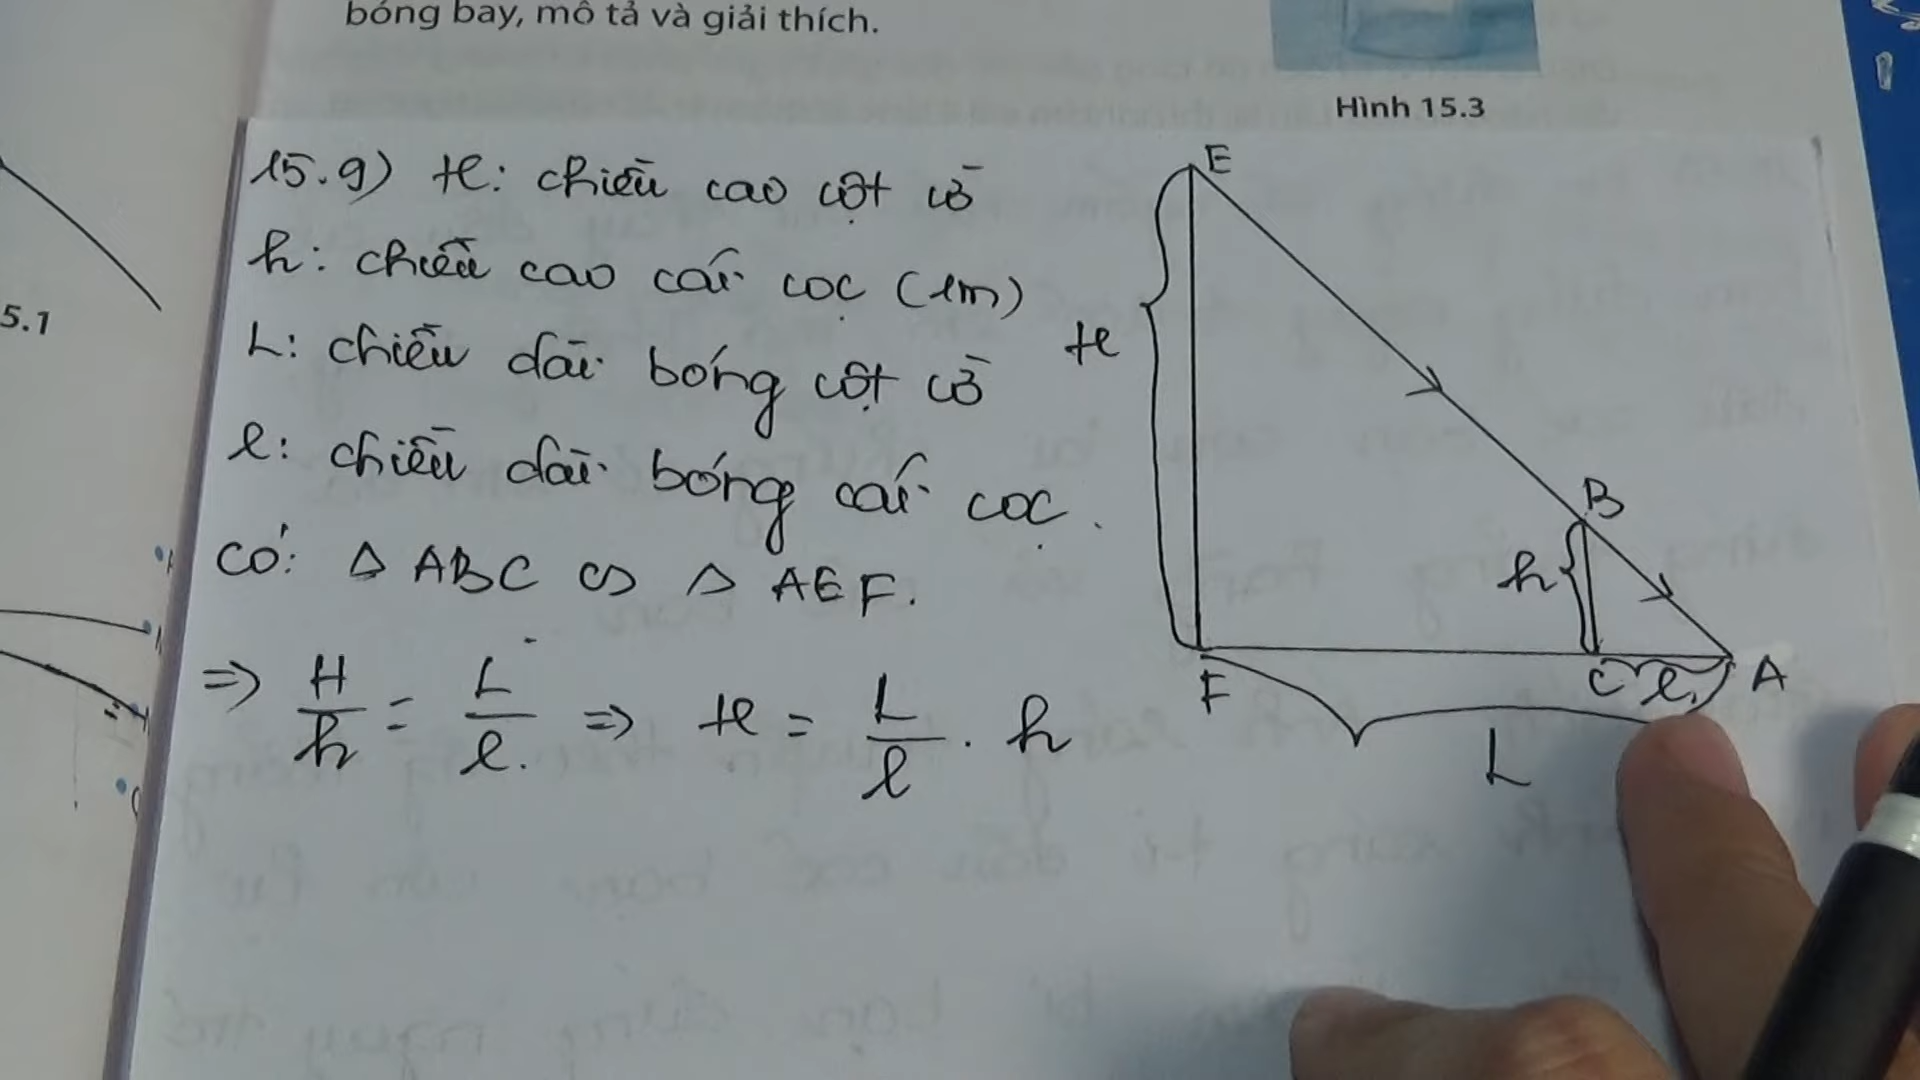 bóng bay, mô tả và giải thích.
Hình 15.3
5.1
15.9) H: chiều cao cột cờ
h: chiều cao cái cọc (1m)
L: chiều dài bóng cột cờ
l: chiều dài bóng cái cọc.
có: Δ ABC ∽ Δ AEF.
=> H/h = L/l. => H = L/l . h
E
H
B
h
F
C
l
A
L